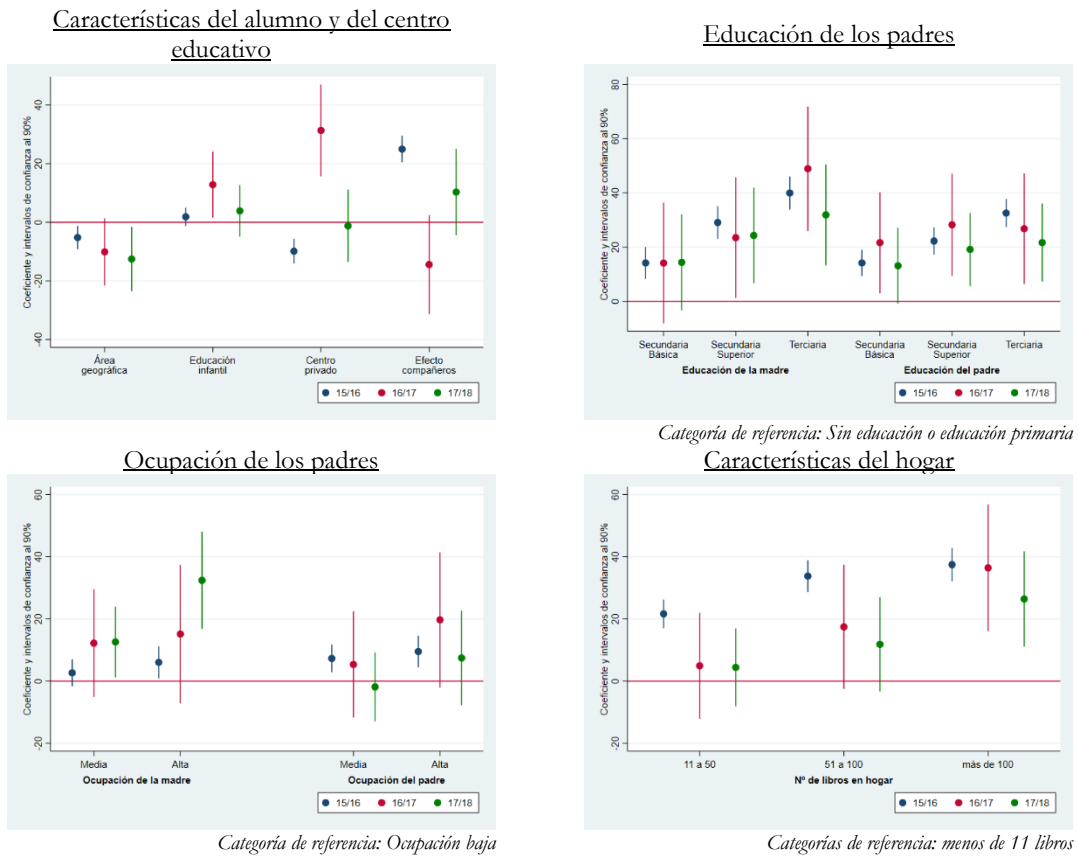 Características del alumno y del centro
educativo
Coeficiente y intervalos de confianza al 90%
40
20
0
-20
-40
Área
geográfica
Educación
infantil
Centro
privado
Efecto
compañeros
15/16 16/17 17/18
Educación de los padres
Coeficiente y intervalos de confianza al 90%
80
60
40
20
0
Secundaria
Básica
Secundaria
Superior
Terciaria
Secundaria
Básica
Secundaria
Superior
Terciaria
Educación de la madre
Educación del padre
15/16 16/17 17/18
Categoría de referencia: Sin educación o educación primaria
Ocupación de los padres
Coeficiente y intervalos de confianza al 90%
60
40
20
0
-20
Media
Alta
Media
Alta
Ocupación de la madre
Ocupación del padre
15/16 16/17 17/18
Categoría de referencia: Ocupación baja
Características del hogar
Coeficiente y intervalos de confianza al 90%
60
40
20
0
-20
11 a 50
51 a 100
más de 100
Nº de libros en hogar
15/16 16/17 17/18
Categorías de referencia: menos de 11 libros